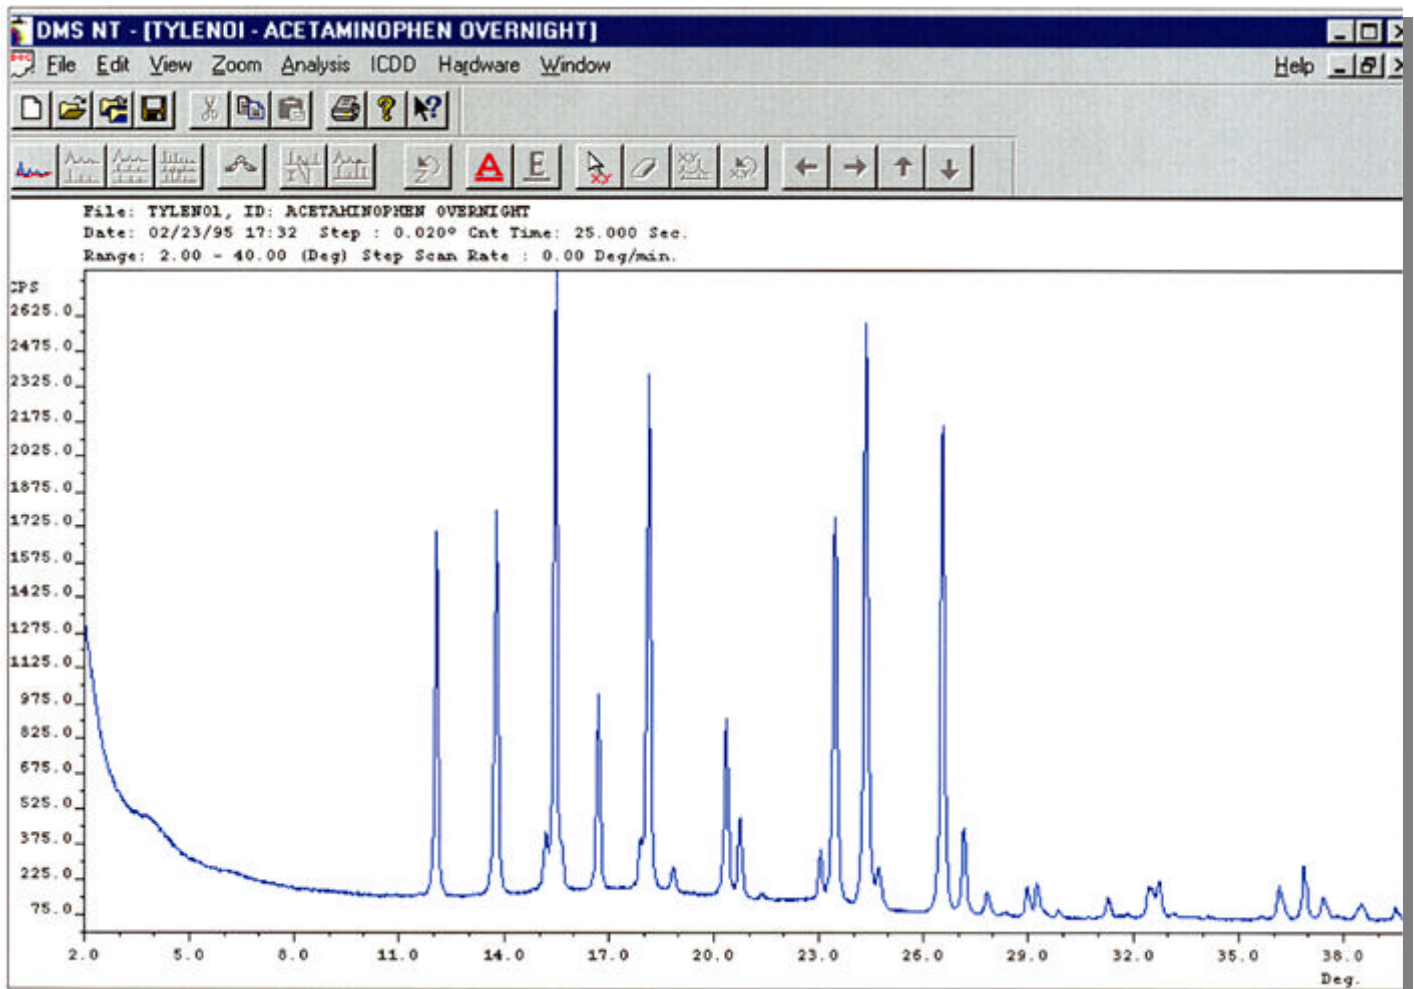 DMS NT - [TYLENO1 - ACETAMINOPHEN OVERNIGHT]
File Edit View Zoom Analysis ICDD Hardware Window Help
A E
File: TYLENO1, ID: ACETAMINOPHEN OVERNIGHT
Date: 02/23/95 17:32 Step : 0.020º Cnt Time: 25.000 Sec.
Range: 2.00 - 40.00 (Deg) Step Scan Rate : 0.00 Deg/min.
CPS
2625.0
2475.0
2325.0
2175.0
2025.0
1875.0
1725.0
1575.0
1425.0
1275.0
1125.0
975.0
825.0
675.0
525.0
375.0
225.0
75.0
2.0 5.0 8.0 11.0 14.0 17.0 20.0 23.0 26.0 29.0 32.0 35.0 38.0
Deg.